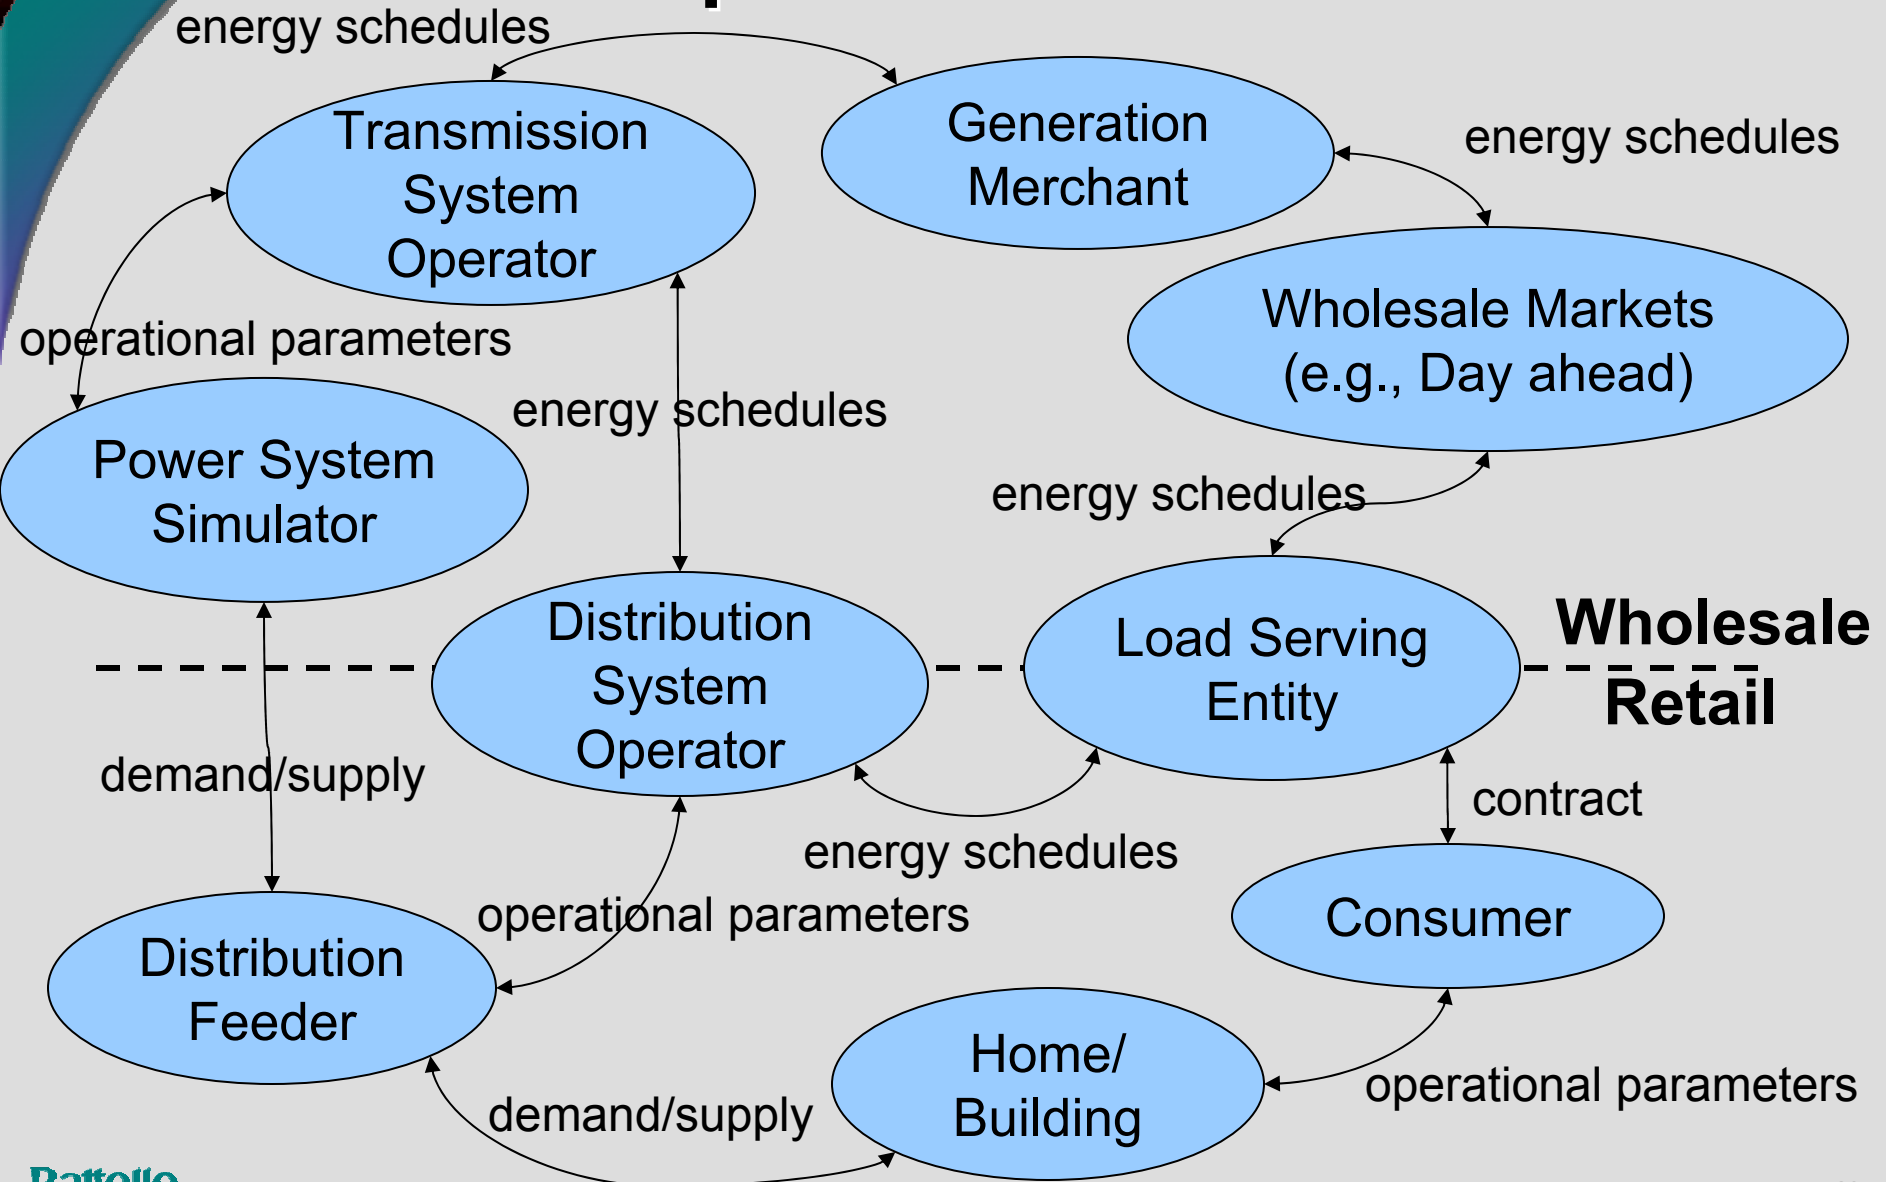 energy schedules
Transmission
System
Operator
Generation
Merchant
energy schedules
Wholesale Markets
(e.g., Day ahead)
operational parameters
energy schedules
Power System
Simulator
energy schedules
Distribution
System
Operator
Load Serving
Entity
Wholesale
Retail
demand/supply
contract
energy schedules
operational parameters
Consumer
Distribution
Feeder
Home/
Building
operational parameters
demand/supply
Battelle